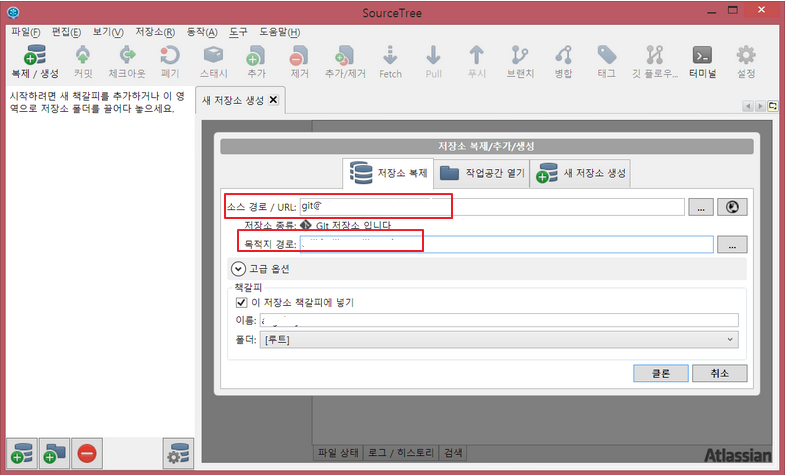 SourceTree
파일(F) 편집(E) 보기(V) 저장소(R) 동작(A) 도구 도움말(H)
복제 / 생성 커밋 체크아웃 폐기 스태시 추가 제거 추가/제거 Fetch Pull 푸시 브랜치 병합 태그 깃 플로우... 터미널 설정
시작하려면 새 책갈피를 추가하거나 이 영
역으로 저장소 폴더를 끌어다 놓으세요.
새 저장소 생성
저장소 복제/추가/생성
저장소 복제 작업공간 열기 새 저장소 생성
소스 경로 / URL: git@ ...
저장소 종류: Git 저장소 입니다
목적지 경로: ...
고급 옵션
책갈피
이 저장소 책갈피에 넣기
이름:
폴더: [루트]
클론 취소
파일 상태 로그 / 히스토리 검색
Atlassian